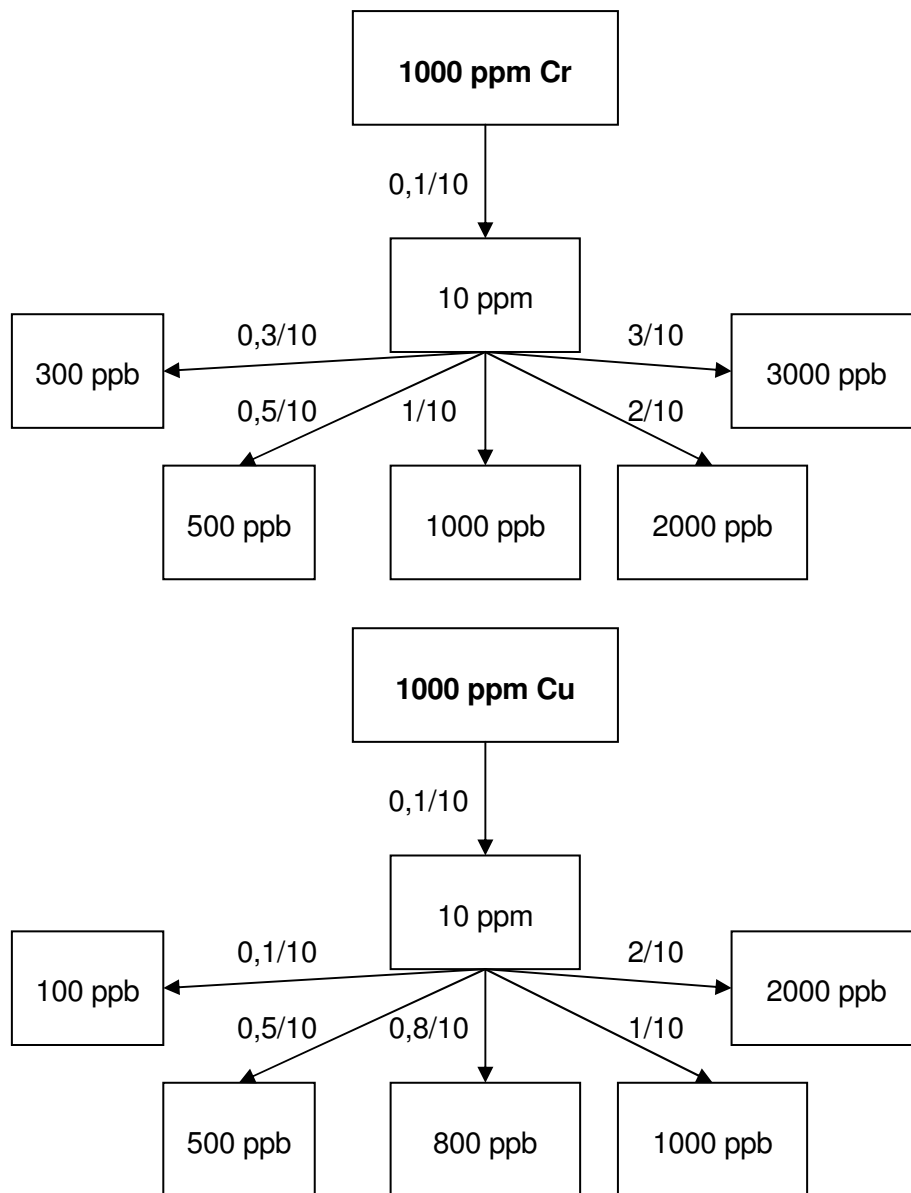 1000 ppm Cr
0,1/10
10 ppm
0,3/10
3/10
300 ppb
3000 ppb
0,5/10
1/10
2/10
500 ppb
1000 ppb
2000 ppb
1000 ppm Cu
0,1/10
10 ppm
0,1/10
2/10
100 ppb
2000 ppb
0,5/10
0,8/10
1/10
500 ppb
800 ppb
1000 ppb